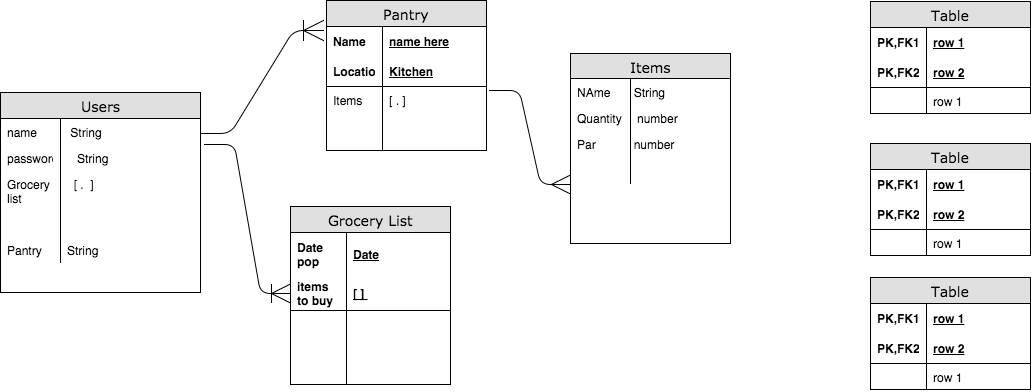 Users
name String
password String
Grocery list [ . ]
Pantry String
Pantry
Name name here
Locatio Kitchen
Items [ . ]
Grocery List
Date pop Date
items to buy [ ]
Items
NAme String
Quantity number
Par number
Table
PK,FK1 row 1
PK,FK2 row 2
row 1
Table
PK,FK1 row 1
PK,FK2 row 2
row 1
Table
PK,FK1 row 1
PK,FK2 row 2
row 1